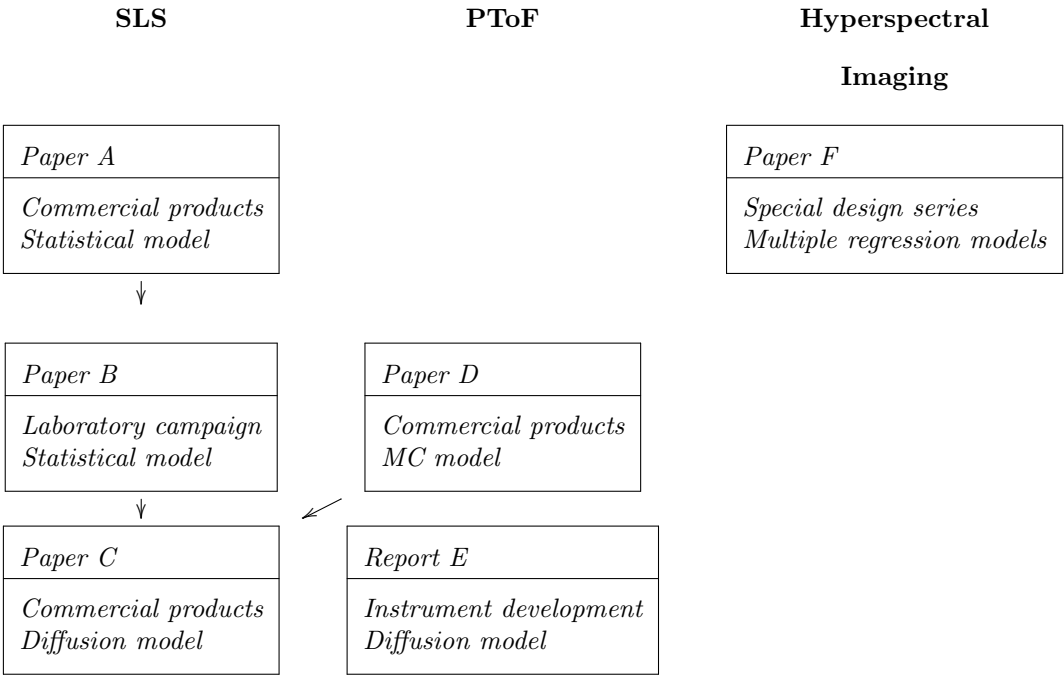 SLS
PToF
Hyperspectral
Imaging
Paper A
Commercial products
Statistical model
Paper F
Special design series
Multiple regression models
Paper B
Laboratory campaign
Statistical model
Paper D
Commercial products
MC model
Paper C
Commercial products
Diffusion model
Report E
Instrument development
Diffusion model